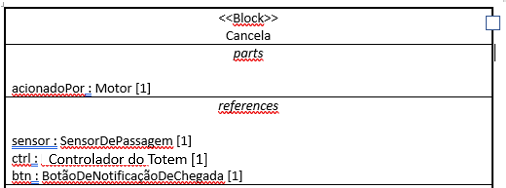 <<Block>>
Cancela
parts
acionadoPor : Motor [1]
references
sensor : SensorDePassagem [1]
ctrl : Controlador do Totem [1]
btn : BotãoDeNotificaçãoDeChegada [1]